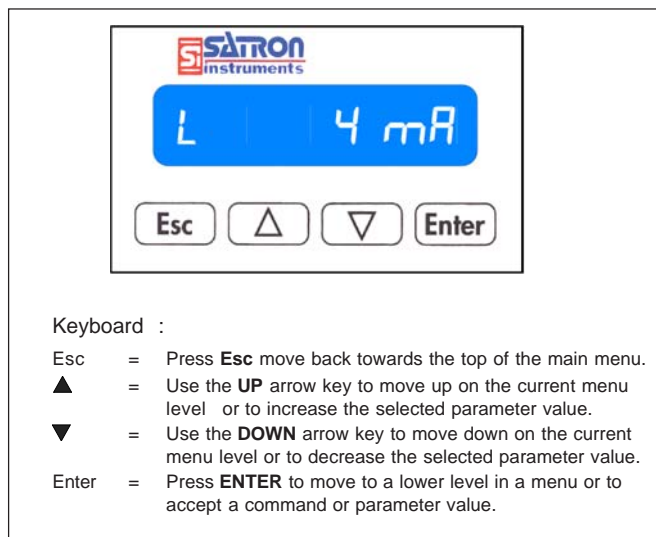 Si SATRON
instruments
L 4 mA
Esc △ ▽ Enter
Keyboard :
Esc = Press Esc move back towards the top of the main menu.
▲ = Use the UP arrow key to move up on the current menu
level or to increase the selected parameter value.
▼ = Use the DOWN arrow key to move down on the current
menu level or to decrease the selected parameter value.
Enter = Press ENTER to move to a lower level in a menu or to
accept a command or parameter value.